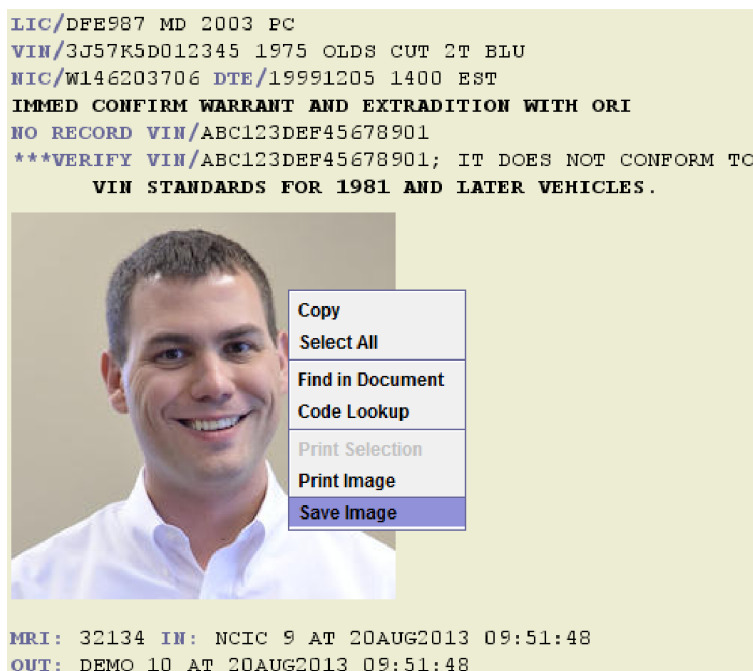 LIC/DFE987 MD 2003 PC
VIN/3J57K5D012345 1975 OLDS CUT 2T BLU
NIC/W146203706 DTE/19991205 1400 EST
IMMED CONFIRM WARRANT AND EXTRADITION WITH ORI
NO RECORD VIN/ABC123DEF45678901
***VERIFY VIN/ABC123DEF45678901; IT DOES NOT CONFORM TO
VIN STANDARDS FOR 1981 AND LATER VEHICLES.
Copy
Select All
Find in Document
Code Lookup
Print Selection
Print Image
Save Image
MRI: 32134 IN: NCIC 9 AT 20AUG2013 09:51:48
OUT: DEMO 10 AT 20AUG2013 09:51:48